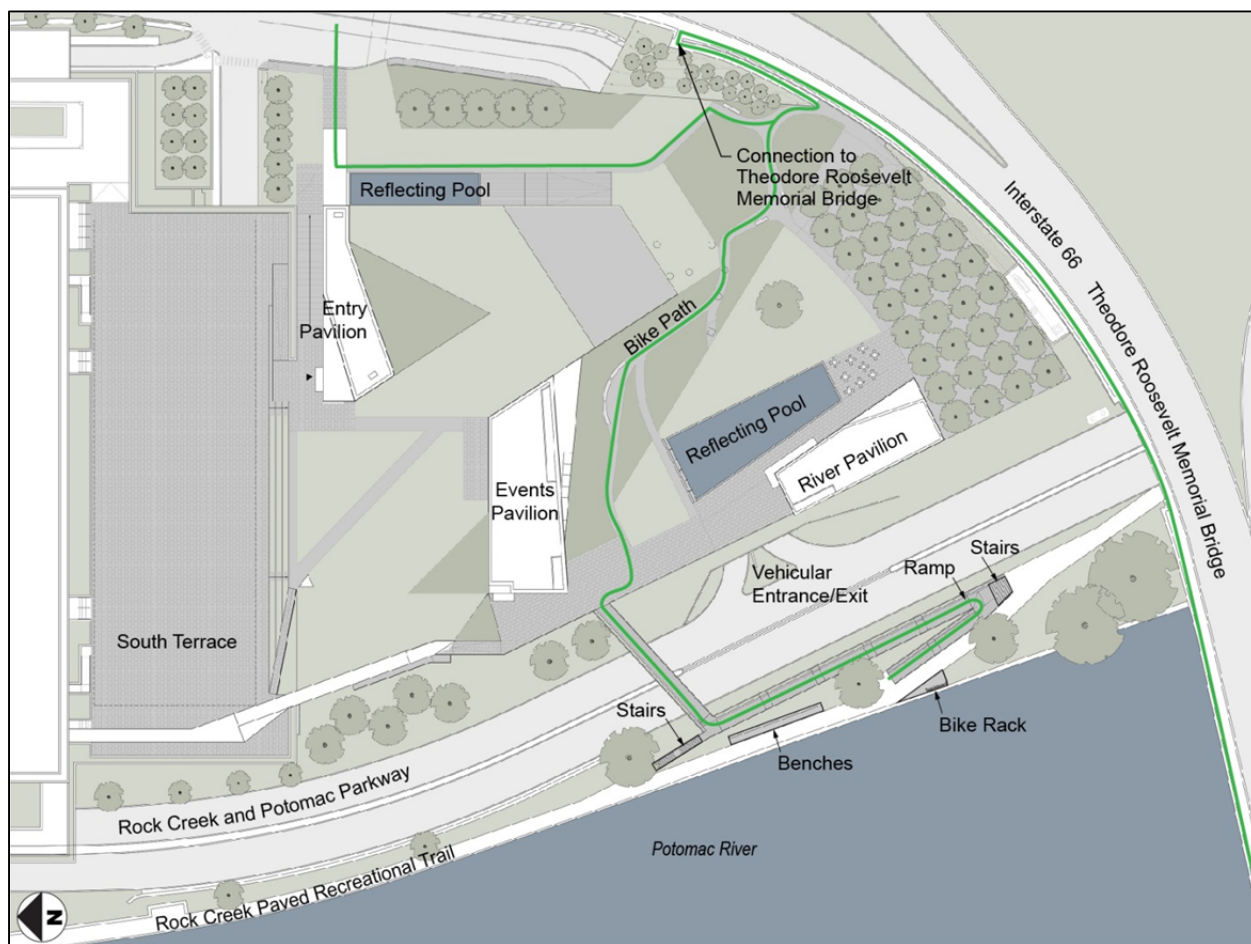 Connection to
Theodore Roosevelt
Memorial Bridge
Reflecting Pool
Interstate 66 Theodore Roosevelt Memorial Bridge
Entry
Pavilion
Bike Path
Reflecting Pool
River Pavilion
Events
Pavilion
Stairs
Ramp
Vehicular
Entrance/Exit
South Terrace
Stairs
Bike Rack
Benches
Rock Creek and Potomac Parkway
Potomac River
Rock Creek Paved Recreational Trail
N